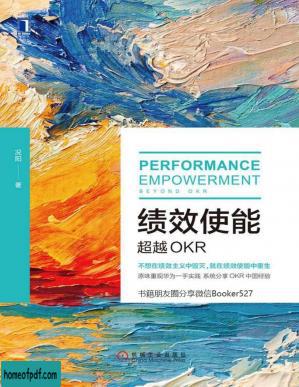 况阳
著
PERFORMANCE
EMPOWERMENT
BEYOND OKR
绩效使能
超越OKR
不想在绩效主义中毁灭，就在绩效使能中重生
原味重现华为一手实践 系统分享OKR中国经验
书籍朋友圈分享微信Booker527
机械工业出版社
homeofpdf.com